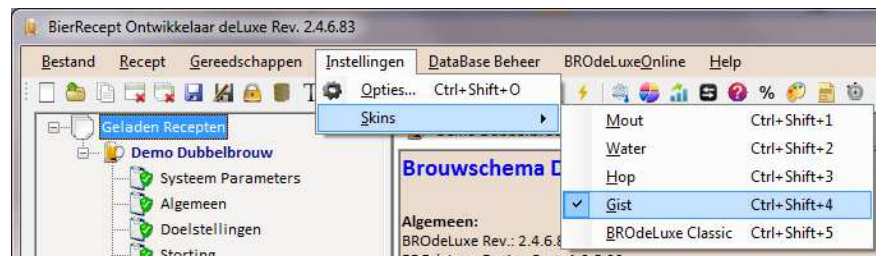 BierRecept Ontwikkelaar deLuxe Rev. 2.4.6.83
Bestand Recept Gereedschappen Instellingen DataBase Beheer BROdeLuxeOnline Help
Opties... Ctrl+Shift+O
Skins
Mout Ctrl+Shift+1
Water Ctrl+Shift+2
Hop Ctrl+Shift+3
Gist Ctrl+Shift+4
BROdeLuxe Classic Ctrl+Shift+5
Geladen Recepten
Demo Dubbelbrouw
Systeem Parameters
Algemeen
Doelstellingen
Storting
Brouwschema D
Algemeen:
BROdeLuxe Rev.: 2.4.6.8